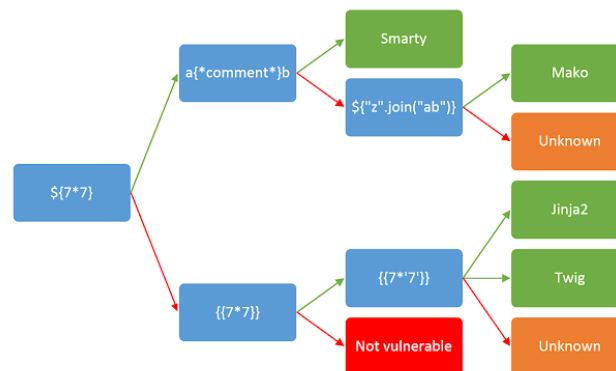 Smarty
a{*comment*}b
Mako
${"z".join("ab")}
Unknown
${7*7}
Jinja2
{{7*'7'}}
Twig
{{7*7}}
Not vulnerable
Unknown